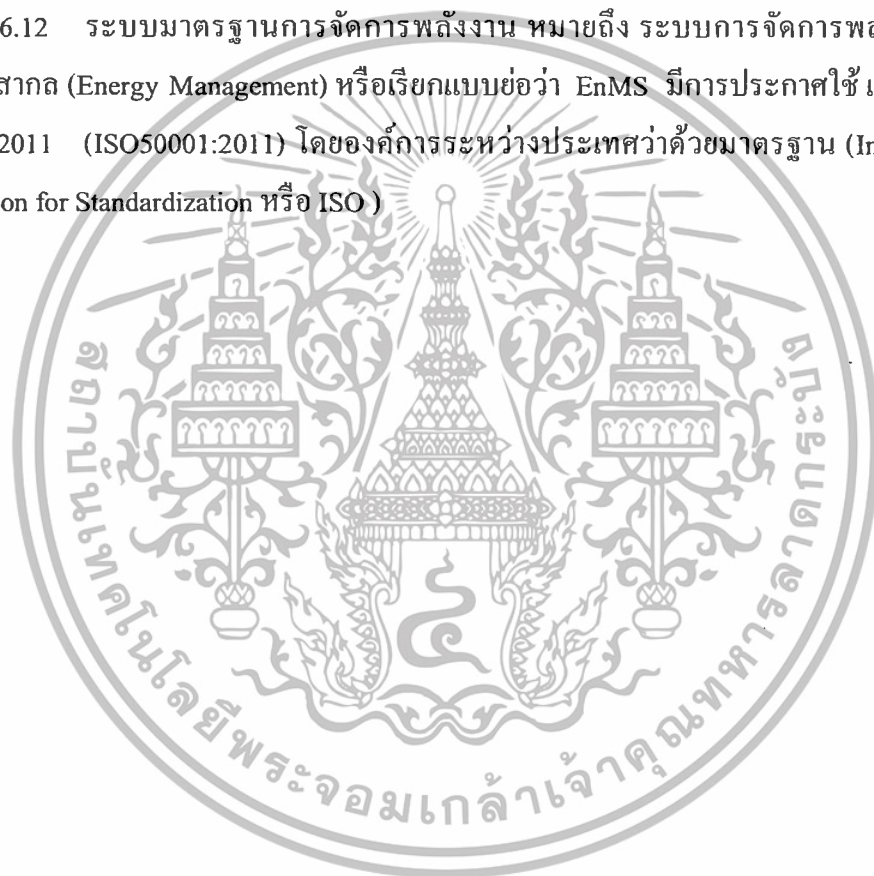 6.12 ระบบมาตรฐานการจัดการพลังงาน หมายถึง ระบบการจัดการพล
สากล (Energy Management) หรือเรียกแบบย่อว่า EnMS มีการประกาศใช้ เ
2011 (ISO50001:2011) โดยองค์การระหว่างประเทศว่าด้วยมาตรฐาน (In
on for Standardization หรือ ISO )
สถาบันเทคโนโลยีพระจอมเกล้าเจ้าคุณทหารลาดกระบัง
๔